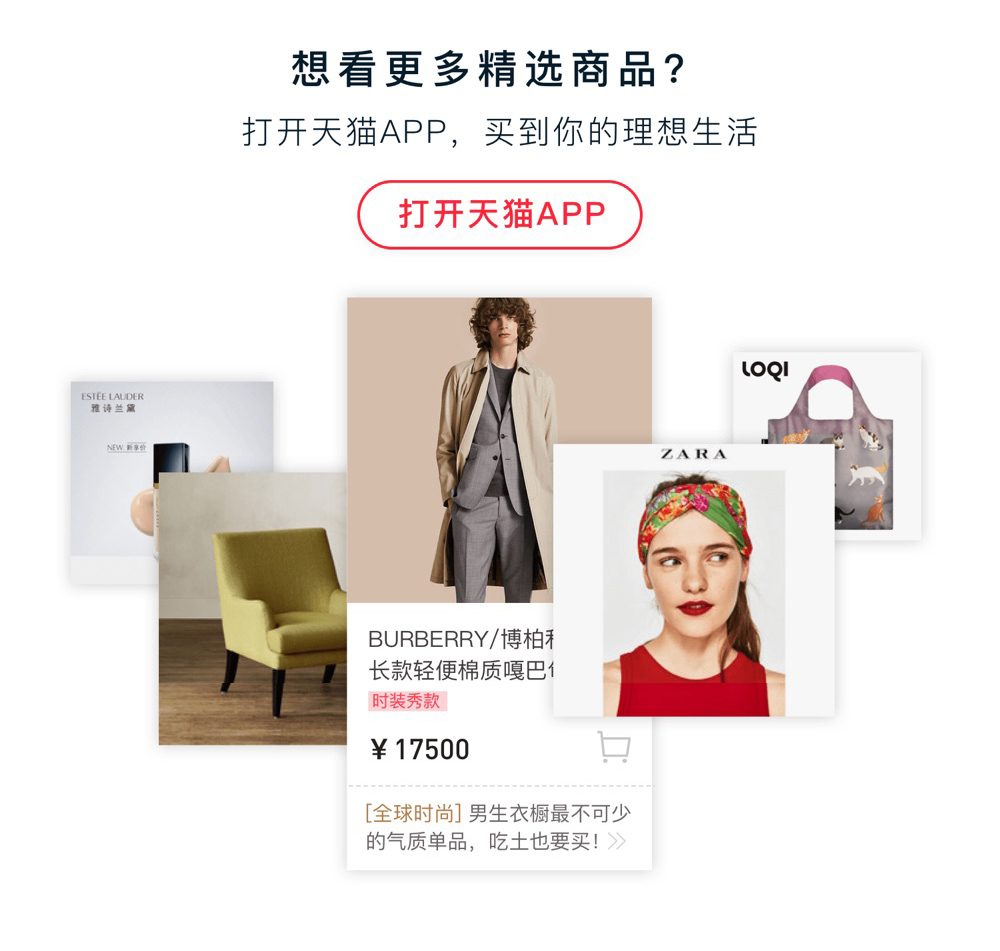 想看更多精选商品?
打开天猫APP，买到你的理想生活
打开天猫APP
ESTĒE LAUDER
雅诗兰黛
NEW 新享价
LOQI
ZARA
BURBERRY/博柏利
长款轻便棉质嘎巴
时装秀款
¥ 17500
[全球时尚] 男生衣橱最不可少
的气质单品，吃土也要买！